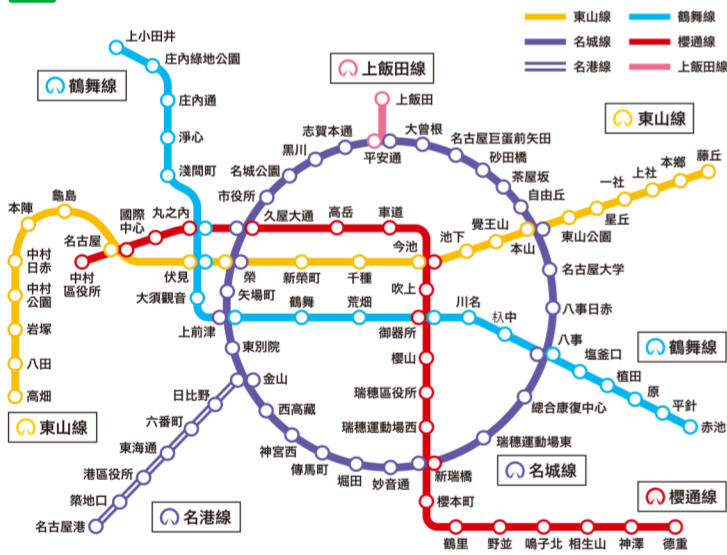 東山線
鶴舞線
名城線
櫻通線
名港線
上飯田線
上小田井
庄內綠地公園
庄內通
淨心
淺間町
鶴舞線
上飯田線
上飯田
平安通
志賀本通
黑川
名城公園
市役所
大曾根
名古屋巨蛋前矢田
砂田橋
茶屋坂
自由丘
東山線
藤丘
本鄉
上社
一社
星丘
東山公園
本山
覺王山
池下
今池
龜島
本陣
中村
日赤
中村
公園
岩塚
八田
高畑
東山線
名古屋
國際
中心
丸之內
中村
區役所
久屋大通
高岳
車道
伏見
榮
新榮町
千種
吹上
大須觀音
矢場町
上前津
鶴舞
荒畑
御器所
川名
杁中
八事
塩釜口
植田
原
平針
赤池
鶴舞線
名古屋大学
八事日赤
總合康復中心
瑞穗運動場東
名城線
東別院
金山
日比野
六番町
東海通
港區役所
築地口
名古屋港
名港線
西高藏
神宮西
傳馬町
堀田
妙音通
新瑞橋
櫻山
瑞穗區役所
瑞穗運動場西
櫻本町
鶴里
野並
鳴子北
相生山
神澤
德重
櫻通線